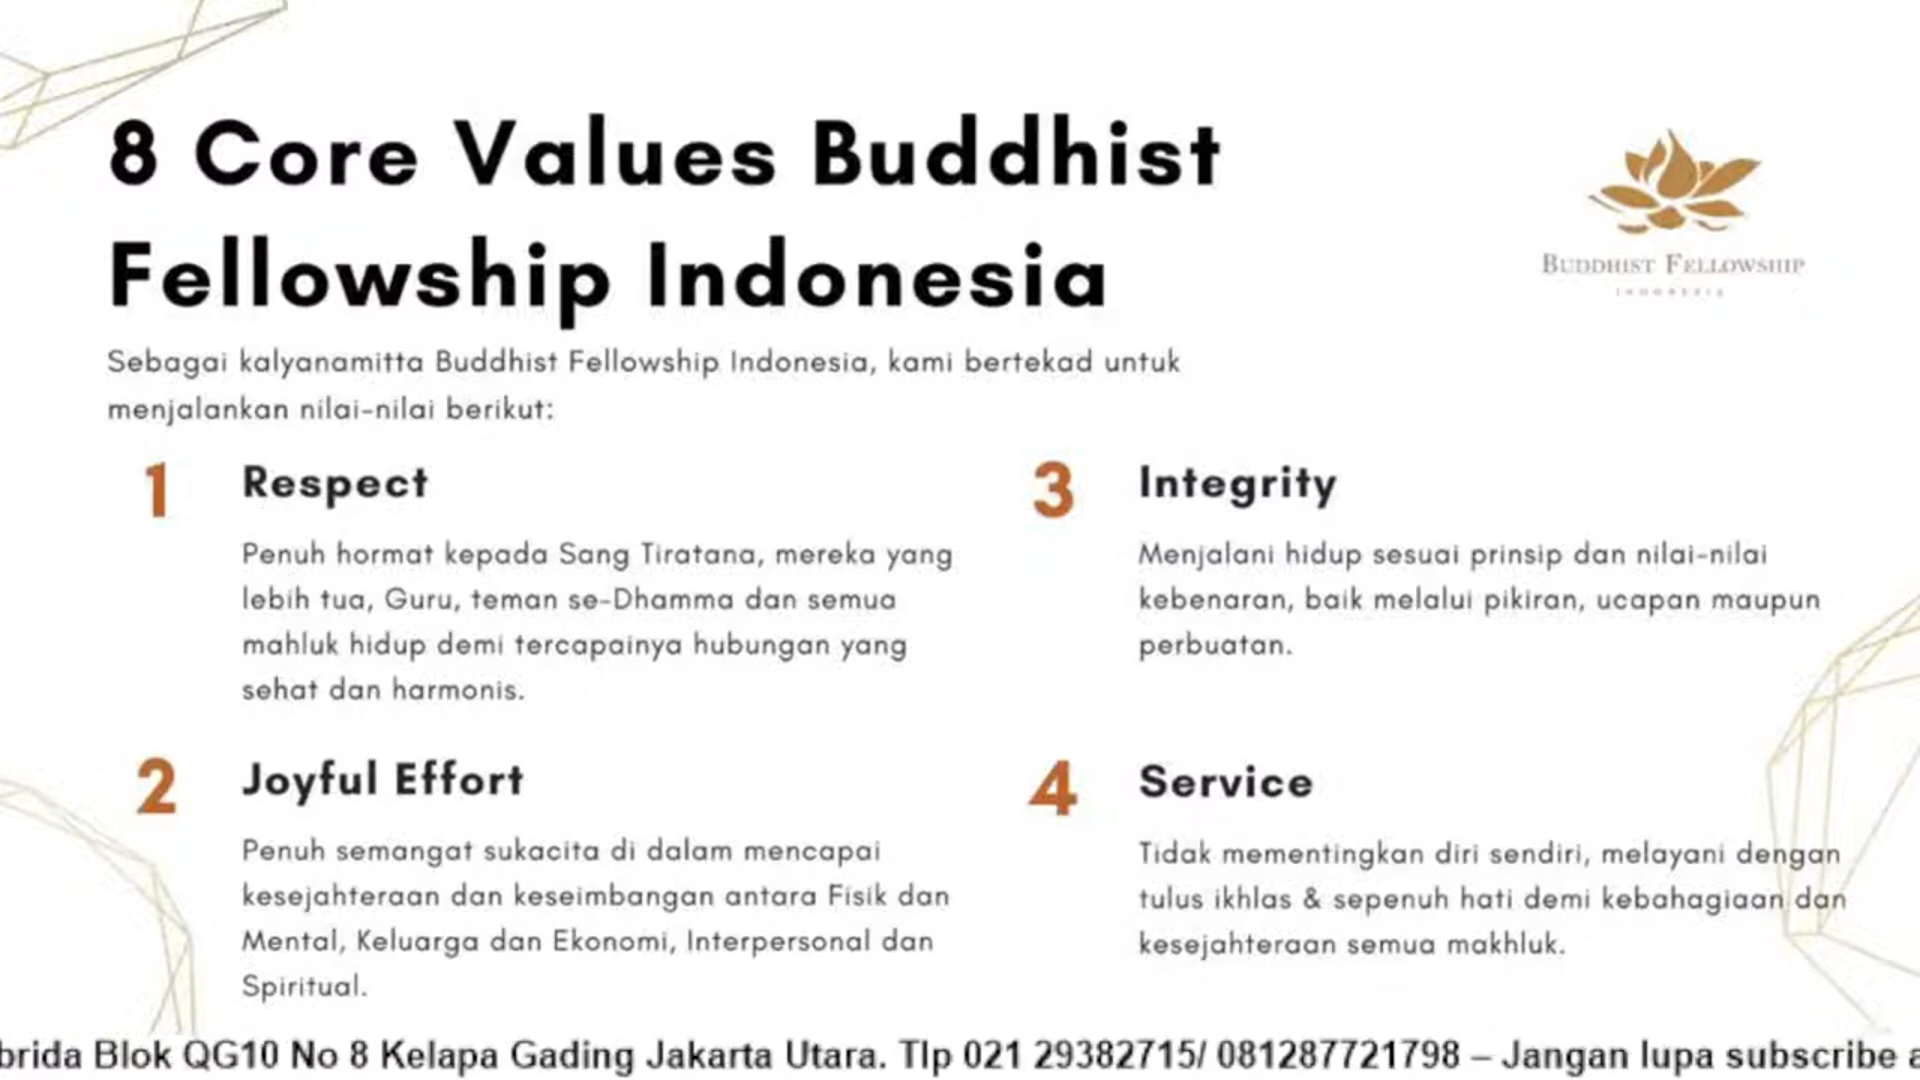 8 Core Values Buddhist
Fellowship Indonesia
BUDDHIST FELLOWSHIP
INDONESIA
Sebagai kalyanamitta Buddhist Fellowship Indonesia, kami bertekad untuk
menjalankan nilai-nilai berikut:
1 Respect
Penuh hormat kepada Sang Tiratana, mereka yang
lebih tua, Guru, teman se-Dhamma dan semua
mahluk hidup demi tercapainya hubungan yang
sehat dan harmonis.
2 Joyful Effort
Penuh semangat sukacita di dalam mencapai
kesejahteraan dan keseimbangan antara Fisik dan
Mental, Keluarga dan Ekonomi, Interpersonal dan
Spiritual.
3 Integrity
Menjalani hidup sesuai prinsip dan nilai-nilai
kebenaran, baik melalui pikiran, ucapan maupun
perbuatan.
4 Service
Tidak mementingkan diri sendiri, melayani dengan
tulus ikhlas & sepenuh hati demi kebahagiaan dan
kesejahteraan semua makhluk.
brida Blok QG10 No 8 Kelapa Gading Jakarta Utara. Tlp 021 29382715/ 081287721798 – Jangan lupa subscribe a